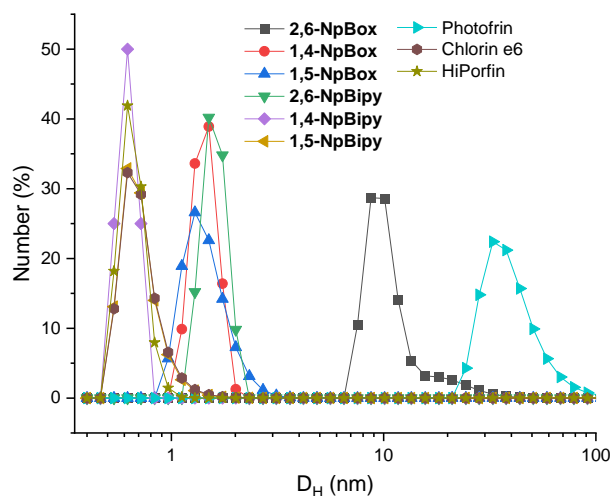 2,6-NpBox
1,4-NpBox
1,5-NpBox
2,6-NpBipy
1,4-NpBipy
1,5-NpBipy
Photofrin
Chlorin e6
HiPorfin
Number (%)
50
40
30
20
10
0
1
10
100
D_H (nm)